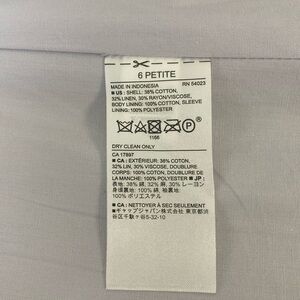 6 PETITE
MADE IN INDONESIA RN 54023
■ US : SHELL: 38% COTTON,
32% LINEN, 30% RAYON/VISCOSE,
BODY LINING: 100% COTTON, SLEEVE
LINING: 100% POLYESTER
P
1166
DRY CLEAN ONLY
CA 17897
■ CA : EXTÉRIEUR: 38% COTON,
32% LIN, 30% VISCOSE, DOUBLURE
CORPS: 100% COTON, DOUBLURE
DE LA MANCHE: 100% POLYESTER ■ JP :
表地: 38% 綿, 32% 麻, 30% レーヨン
身頃裏地: 100% 綿, 袖裏地:
100% ポリエステル
■ CA : NETTOYER À SEC SEULEMENT
■ギャップジャパン(株) 東京都渋
谷区千駄ヶ谷5-32-10